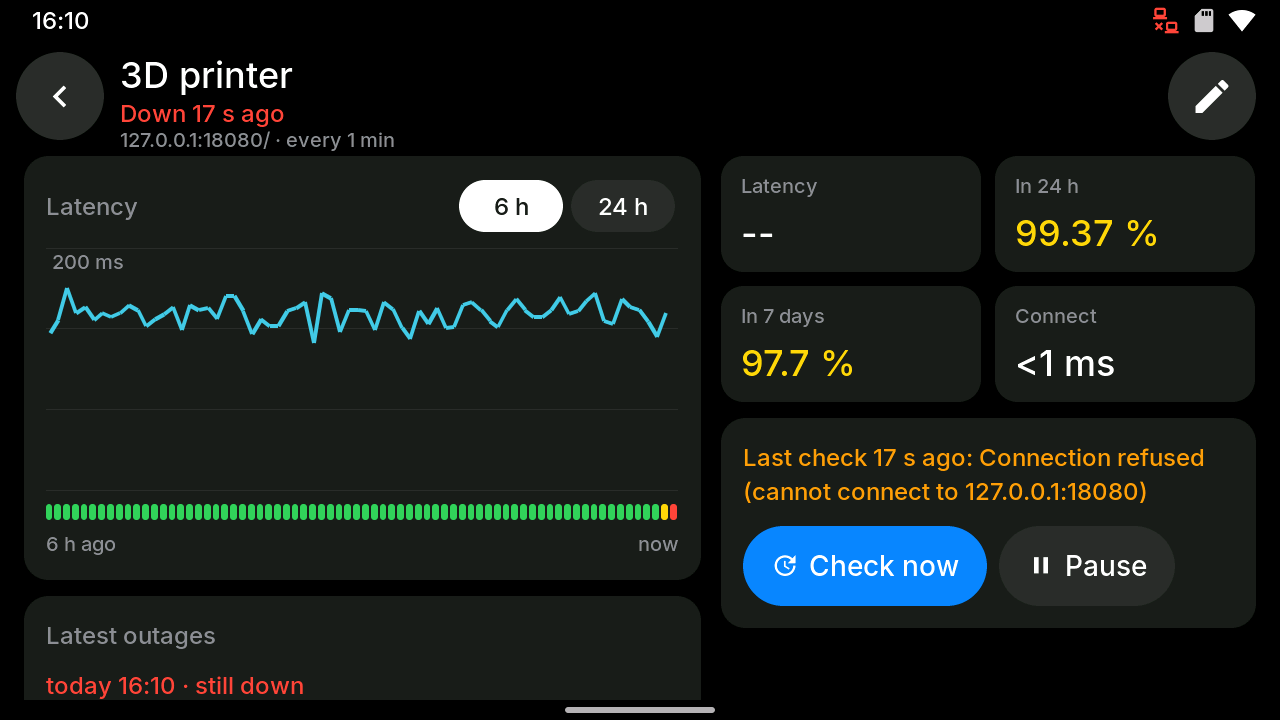 16:10
3D printer
Down 17 s ago
127.0.0.1:18080/ · every 1 min
Latency
6 h
24 h
200 ms
6 h ago
now
Latest outages
today 16:10 · still down
Latency
--
In 24 h
99.37 %
In 7 days
97.7 %
Connect
<1 ms
Last check 17 s ago: Connection refused
(cannot connect to 127.0.0.1:18080)
Check now
Pause